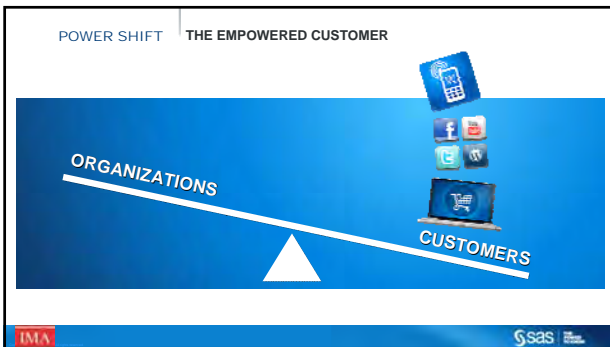 POWER SHIFT THE EMPOWERED CUSTOMER
ORGANIZATIONS
CUSTOMERS
IMA
sas